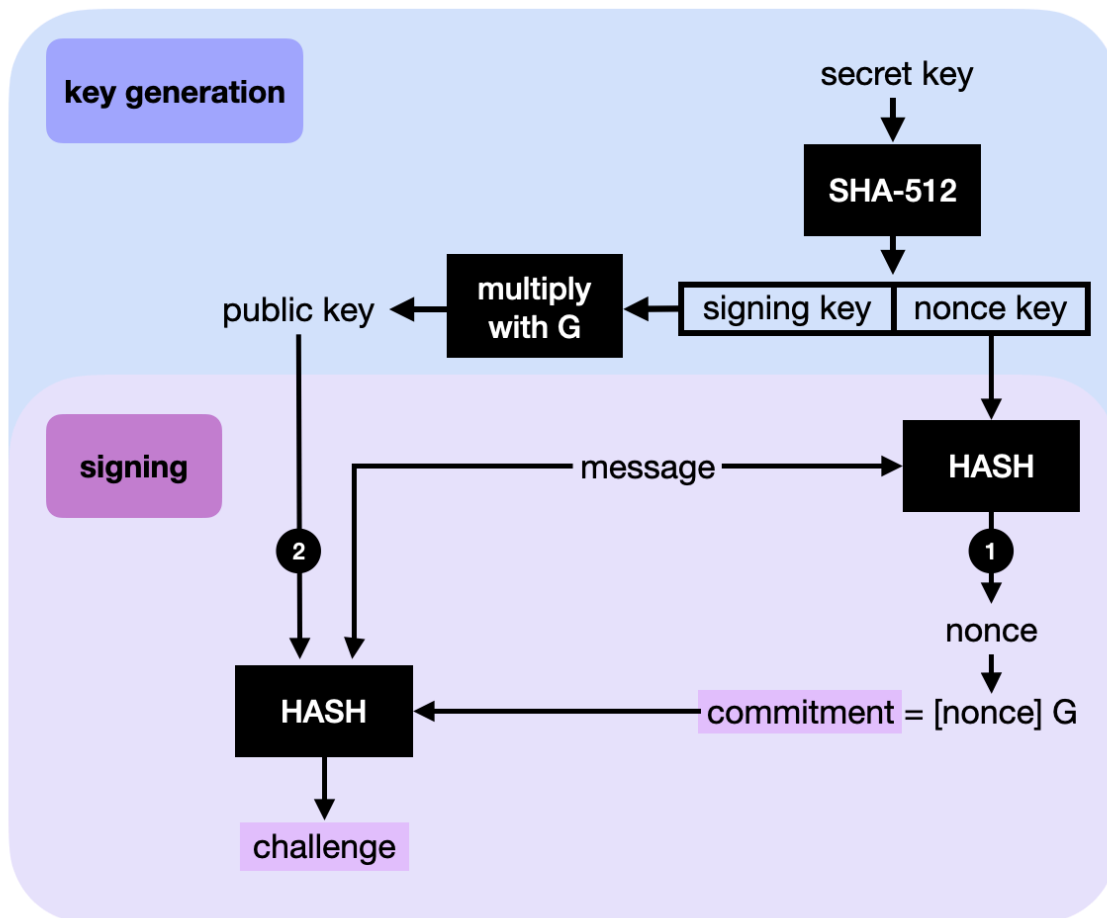 key generation
secret key
SHA-512
public key
multiply
with G
signing key
nonce key
signing
message
HASH
2
1
nonce
HASH
commitment = [nonce] G
challenge